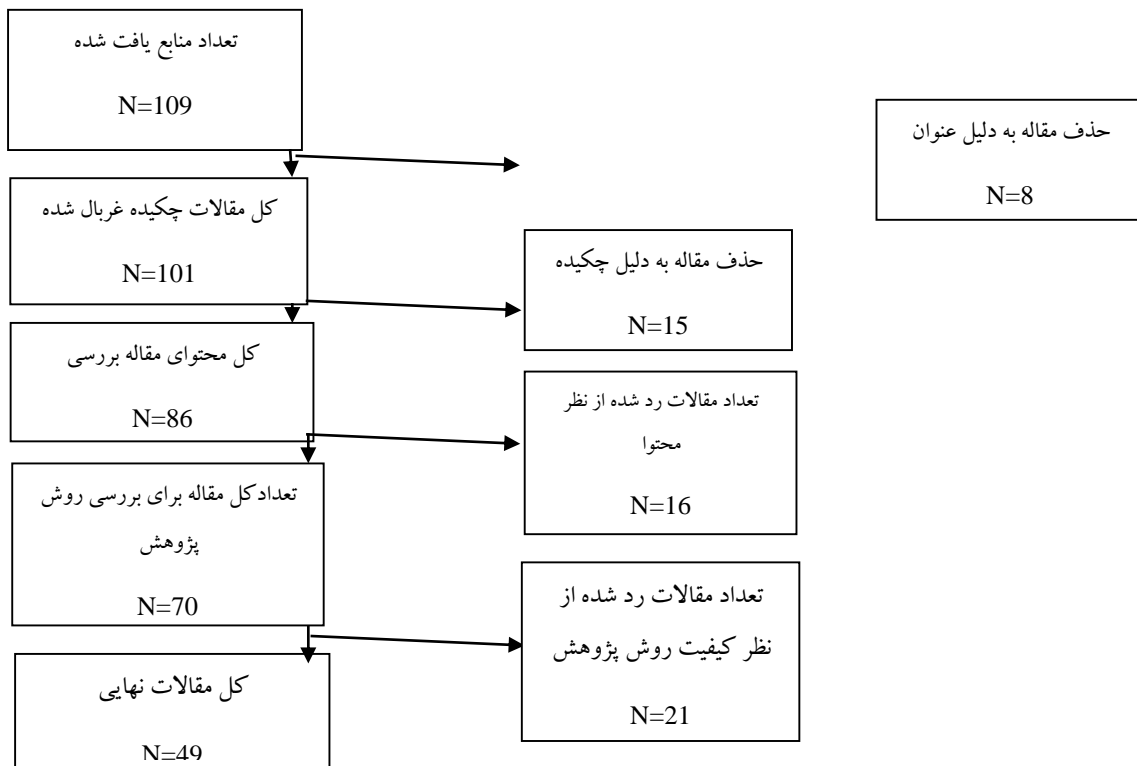 تعداد منابع یافت شده
N=109
حذف مقاله به دلیل عنوان
N=8
کل مقالات چکیده غربال شده
N=101
حذف مقاله به دلیل چکیده
N=15
کل محتوای مقاله بررسی
N=86
تعداد مقالات رد شده از نظر
محتوا
N=16
تعدادکل مقاله برای بررسی روش
پژوهش
N=70
تعداد مقالات رد شده از
نظر کیفیت روش پژوهش
N=21
کل مقالات نهایی
N=49